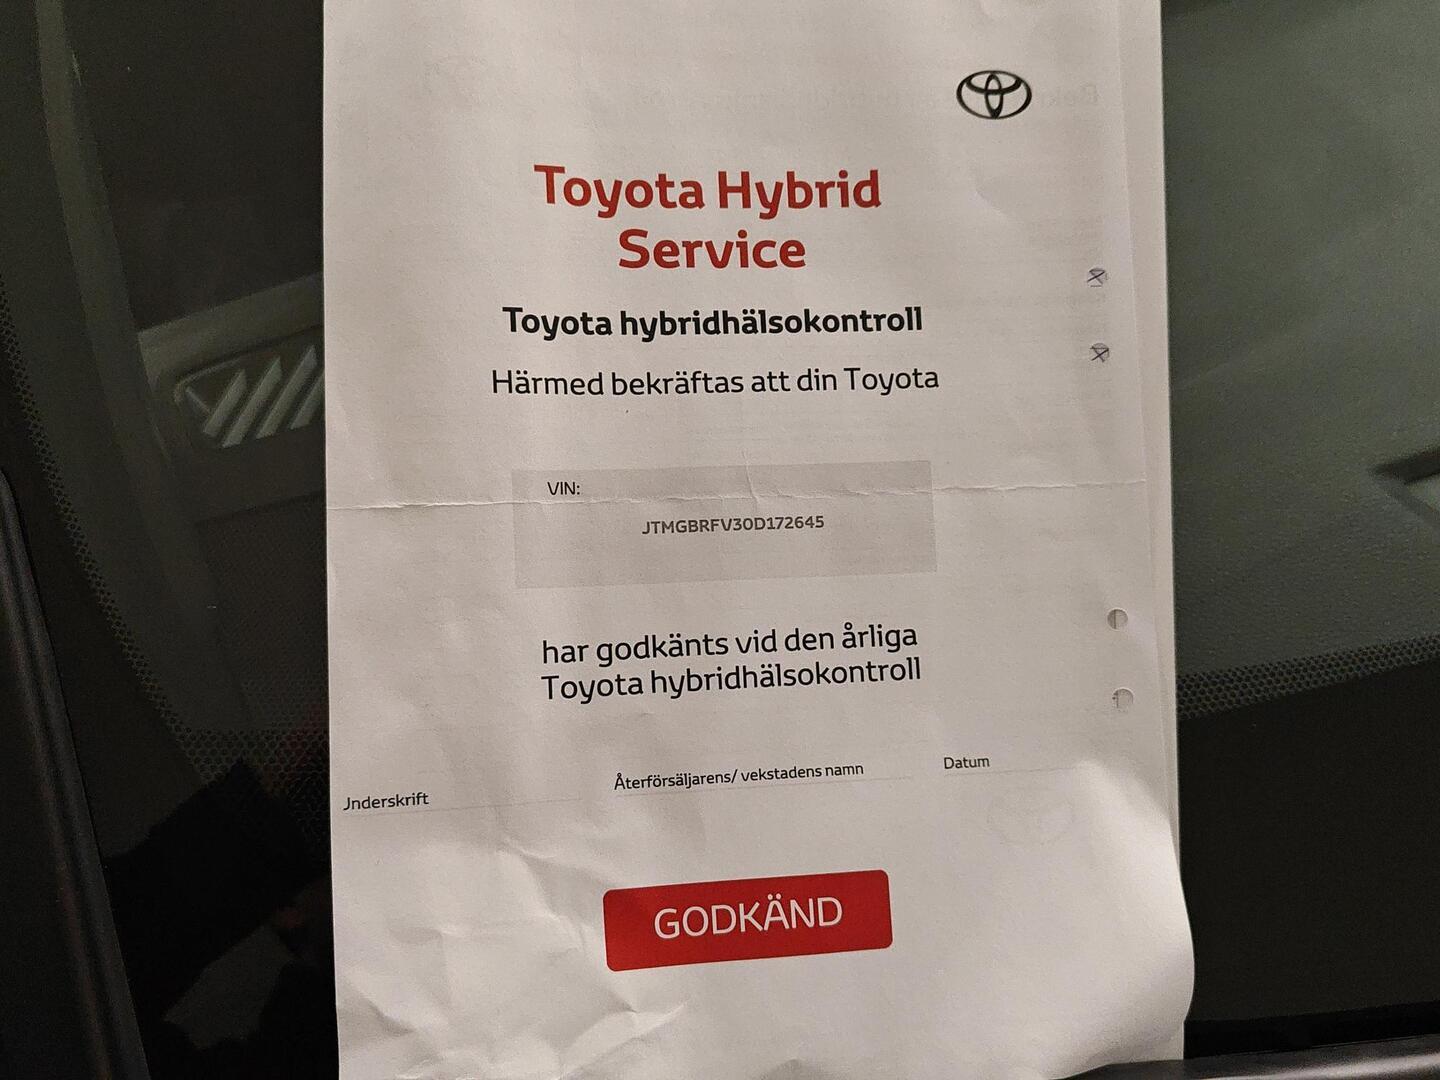 Toyota Hybrid
Service
Toyota hybridhälsokontroll
Härmed bekräftas att din Toyota
VIN:
JTMGBRFV30D172645
har godkänts vid den årliga
Toyota hybridhälsokontroll
Jnderskrift
Återförsäljarens/ vekstadens namn
Datum
GODKÄND